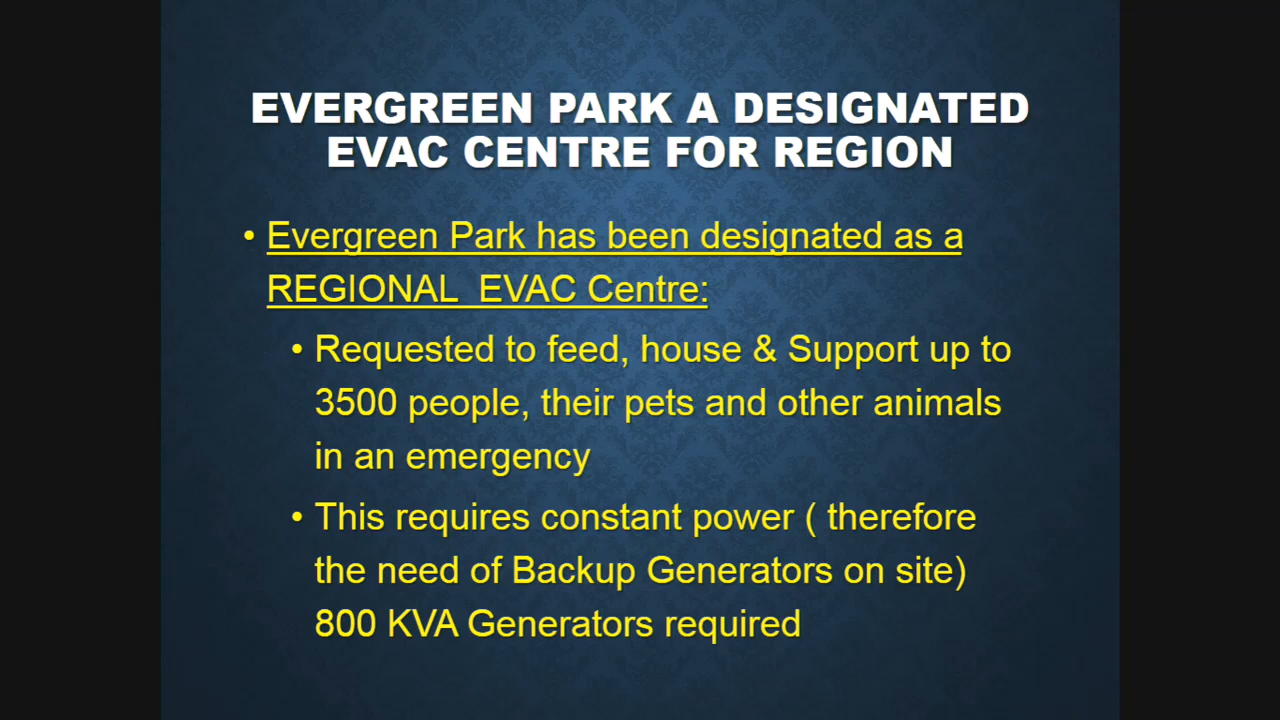 EVERGREEN PARK A DESIGNATED
EVAC CENTRE FOR REGION
• Evergreen Park has been designated as a
REGIONAL  EVAC Centre:
• Requested to feed, house & Support up to
3500 people, their pets and other animals
in an emergency
• This requires constant power ( therefore
the need of Backup Generators on site)
800 KVA Generators required